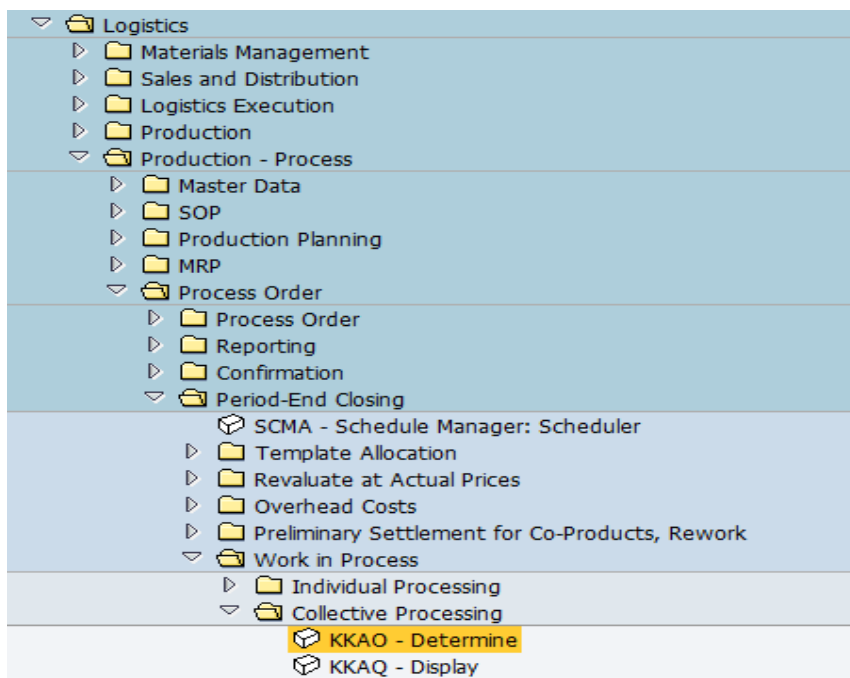 Logistics
Materials Management
Sales and Distribution
Logistics Execution
Production
Production - Process
Master Data
SOP
Production Planning
MRP
Process Order
Process Order
Reporting
Confirmation
Period-End Closing
SCMA - Schedule Manager: Scheduler
Template Allocation
Revaluate at Actual Prices
Overhead Costs
Preliminary Settlement for Co-Products, Rework
Work in Process
Individual Processing
Collective Processing
KKAO - Determine
KKAQ - Display